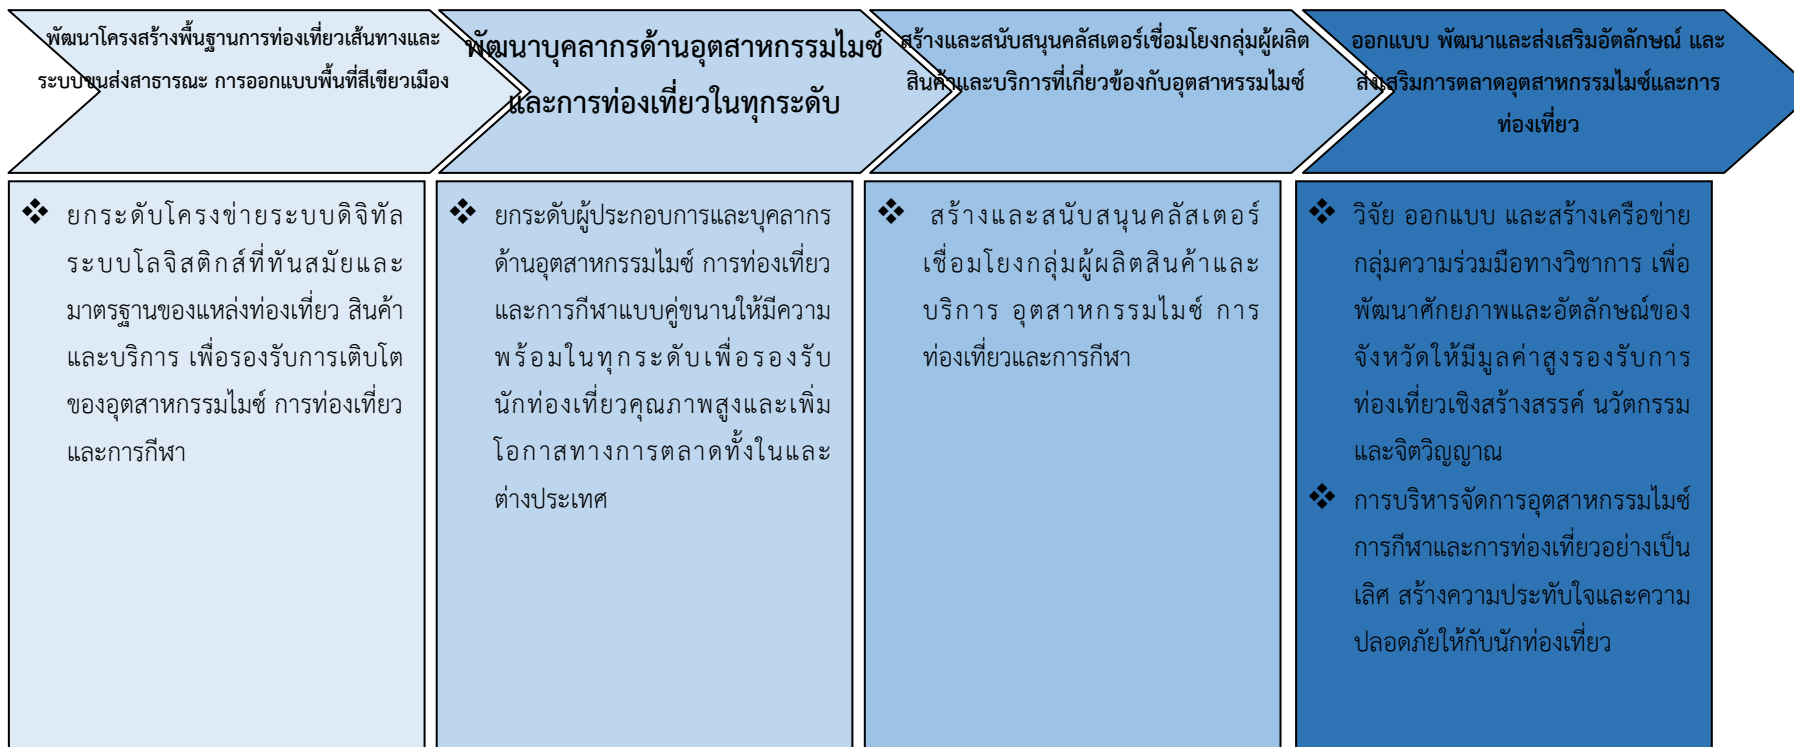 พัฒนาโครงสร้างพื้นฐานการท่องเที่ยวเส้นทางและ
ระบบขนส่งสาธารณะ การออกแบบพื้นที่สีเขียวเมือง
พัฒนาบุคลากรด้านอุตสาหกรรมไมซ์
และการท่องเที่ยวในทุกระดับ
สร้างและสนับสนุนคลัสเตอร์เชื่อมโยงกลุ่มผู้ผลิต
สินค้าและบริการที่เกี่ยวข้องกับอุตสาหรรมไมซ์
ออกแบบ พัฒนาและส่งเสริมอัตลักษณ์ และ
ส่งเสริมการตลาดอุตสาหกรรมไมซ์และการ
ท่องเที่ยว
❖ ยกระดับโครงข่ายระบบดิจิทัล
ระบบโลจิสติกส์ที่ทันสมัยและ
มาตรฐานของแหล่งท่องเที่ยว สินค้า
และบริการ เพื่อรองรับการเติบโต
ของอุตสาหกรรมไมซ์ การท่องเที่ยว
และการกีฬา
❖ ยกระดับผู้ประกอบการและบุคลากร
ด้านอุตสาหกรรมไมซ์ การท่องเที่ยว
และการกีฬาแบบคู่ขนานให้มีความ
พร้อมในทุกระดับเพื่อรองรับ
นักท่องเที่ยวคุณภาพสูงและเพิ่ม
โอกาสทางการตลาดทั้งในและ
ต่างประเทศ
❖ สร้างและสนับสนุนคลัสเตอร์
เชื่อมโยงกลุ่มผู้ผลิตสินค้าและ
บริการ อุตสาหกรรมไมซ์ การ
ท่องเที่ยวและการกีฬา
❖ วิจัย ออกแบบ และสร้างเครือข่าย
กลุ่มความร่วมมือทางวิชาการ เพื่อ
พัฒนาศักยภาพและอัตลักษณ์ของ
จังหวัดให้มีมูลค่าสูงรองรับการ
ท่องเที่ยวเชิงสร้างสรรค์ นวัตกรรม
และจิตวิญญาณ
❖ การบริหารจัดการอุตสาหกรรมไมซ์
การกีฬาและการท่องเที่ยวอย่างเป็น
เลิศ สร้างความประทับใจและความ
ปลอดภัยให้กับนักท่องเที่ยว